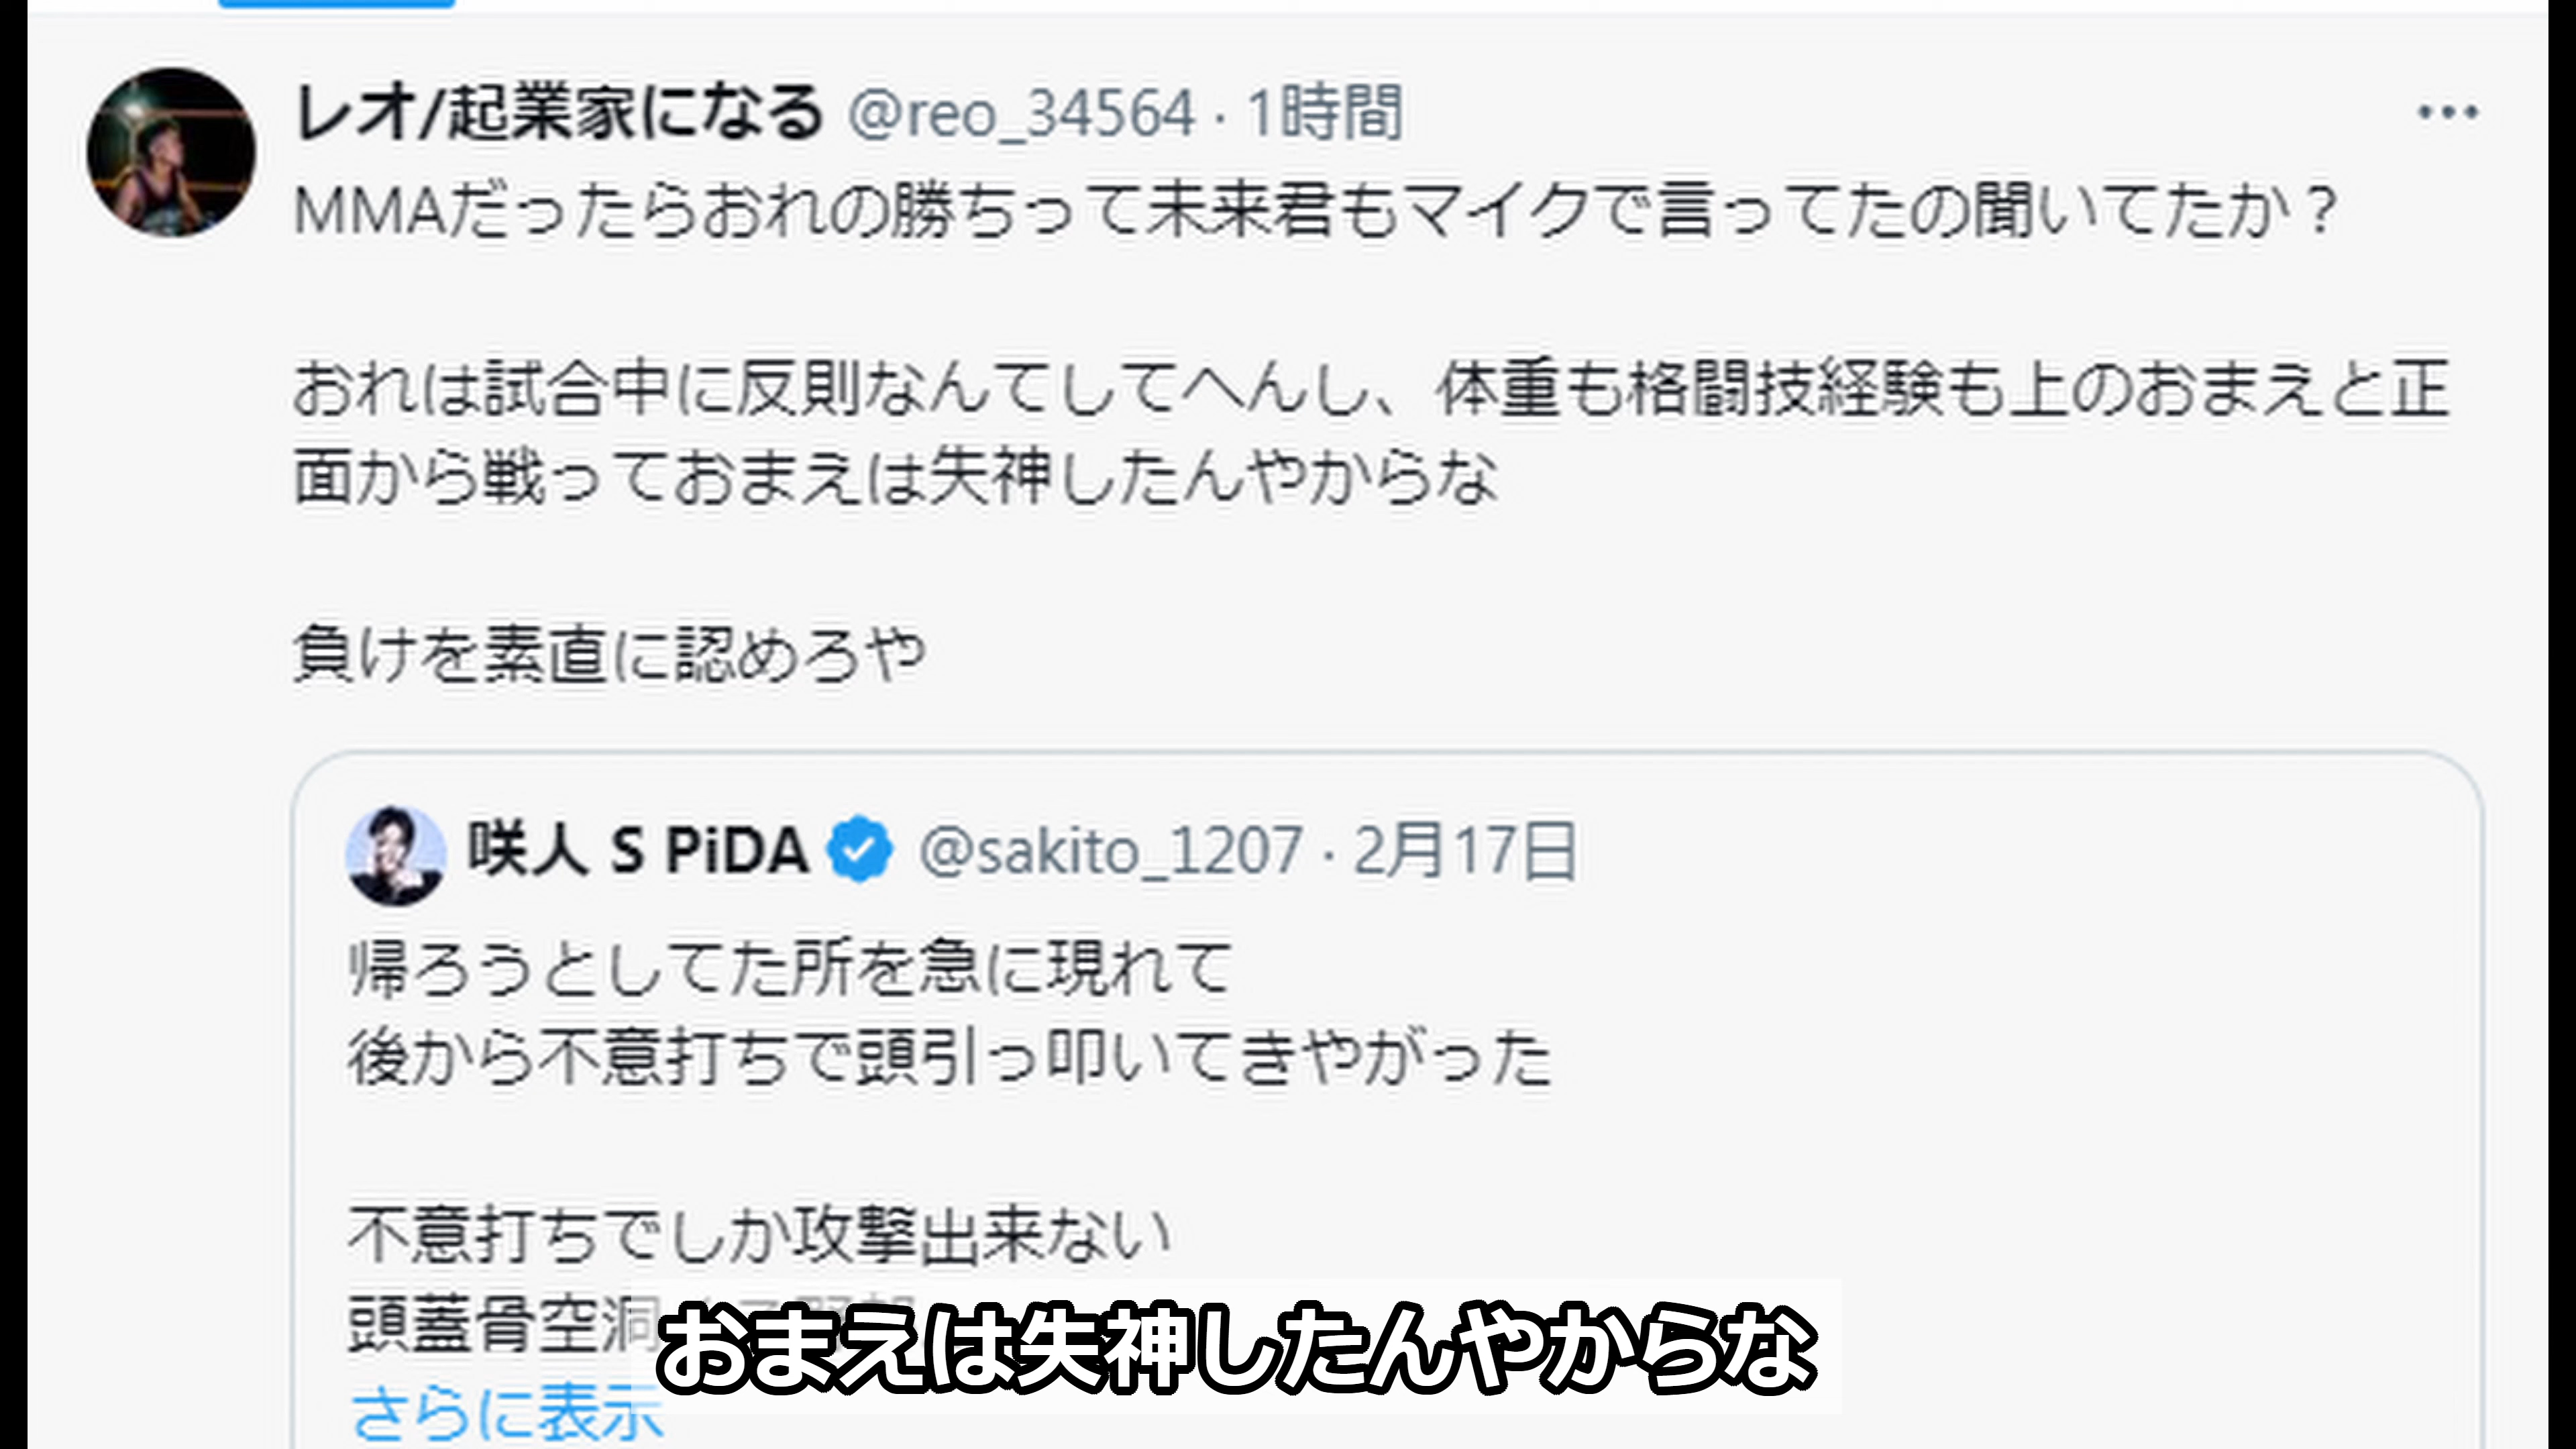 レオ/起業家になる @reo_34564 · 1時間
MMAだったらおれの勝ちって未来君もマイクで言ってたの聞いてたか？
おれは試合中に反則なんてしてへんし、体重も格闘技経験も上のおまえと正
面から戦っておまえは失神したんやからな
負けを素直に認めろや
咲人 S PiDA @sakito_1207 · 2月17日
帰ろうとしてた所を急に現れて
後から不意打ちで頭引っ叩いてきやがった
不意打ちでしか攻撃出来ない
頭蓋骨空洞
さらに表示
おまえは失神したんやからな